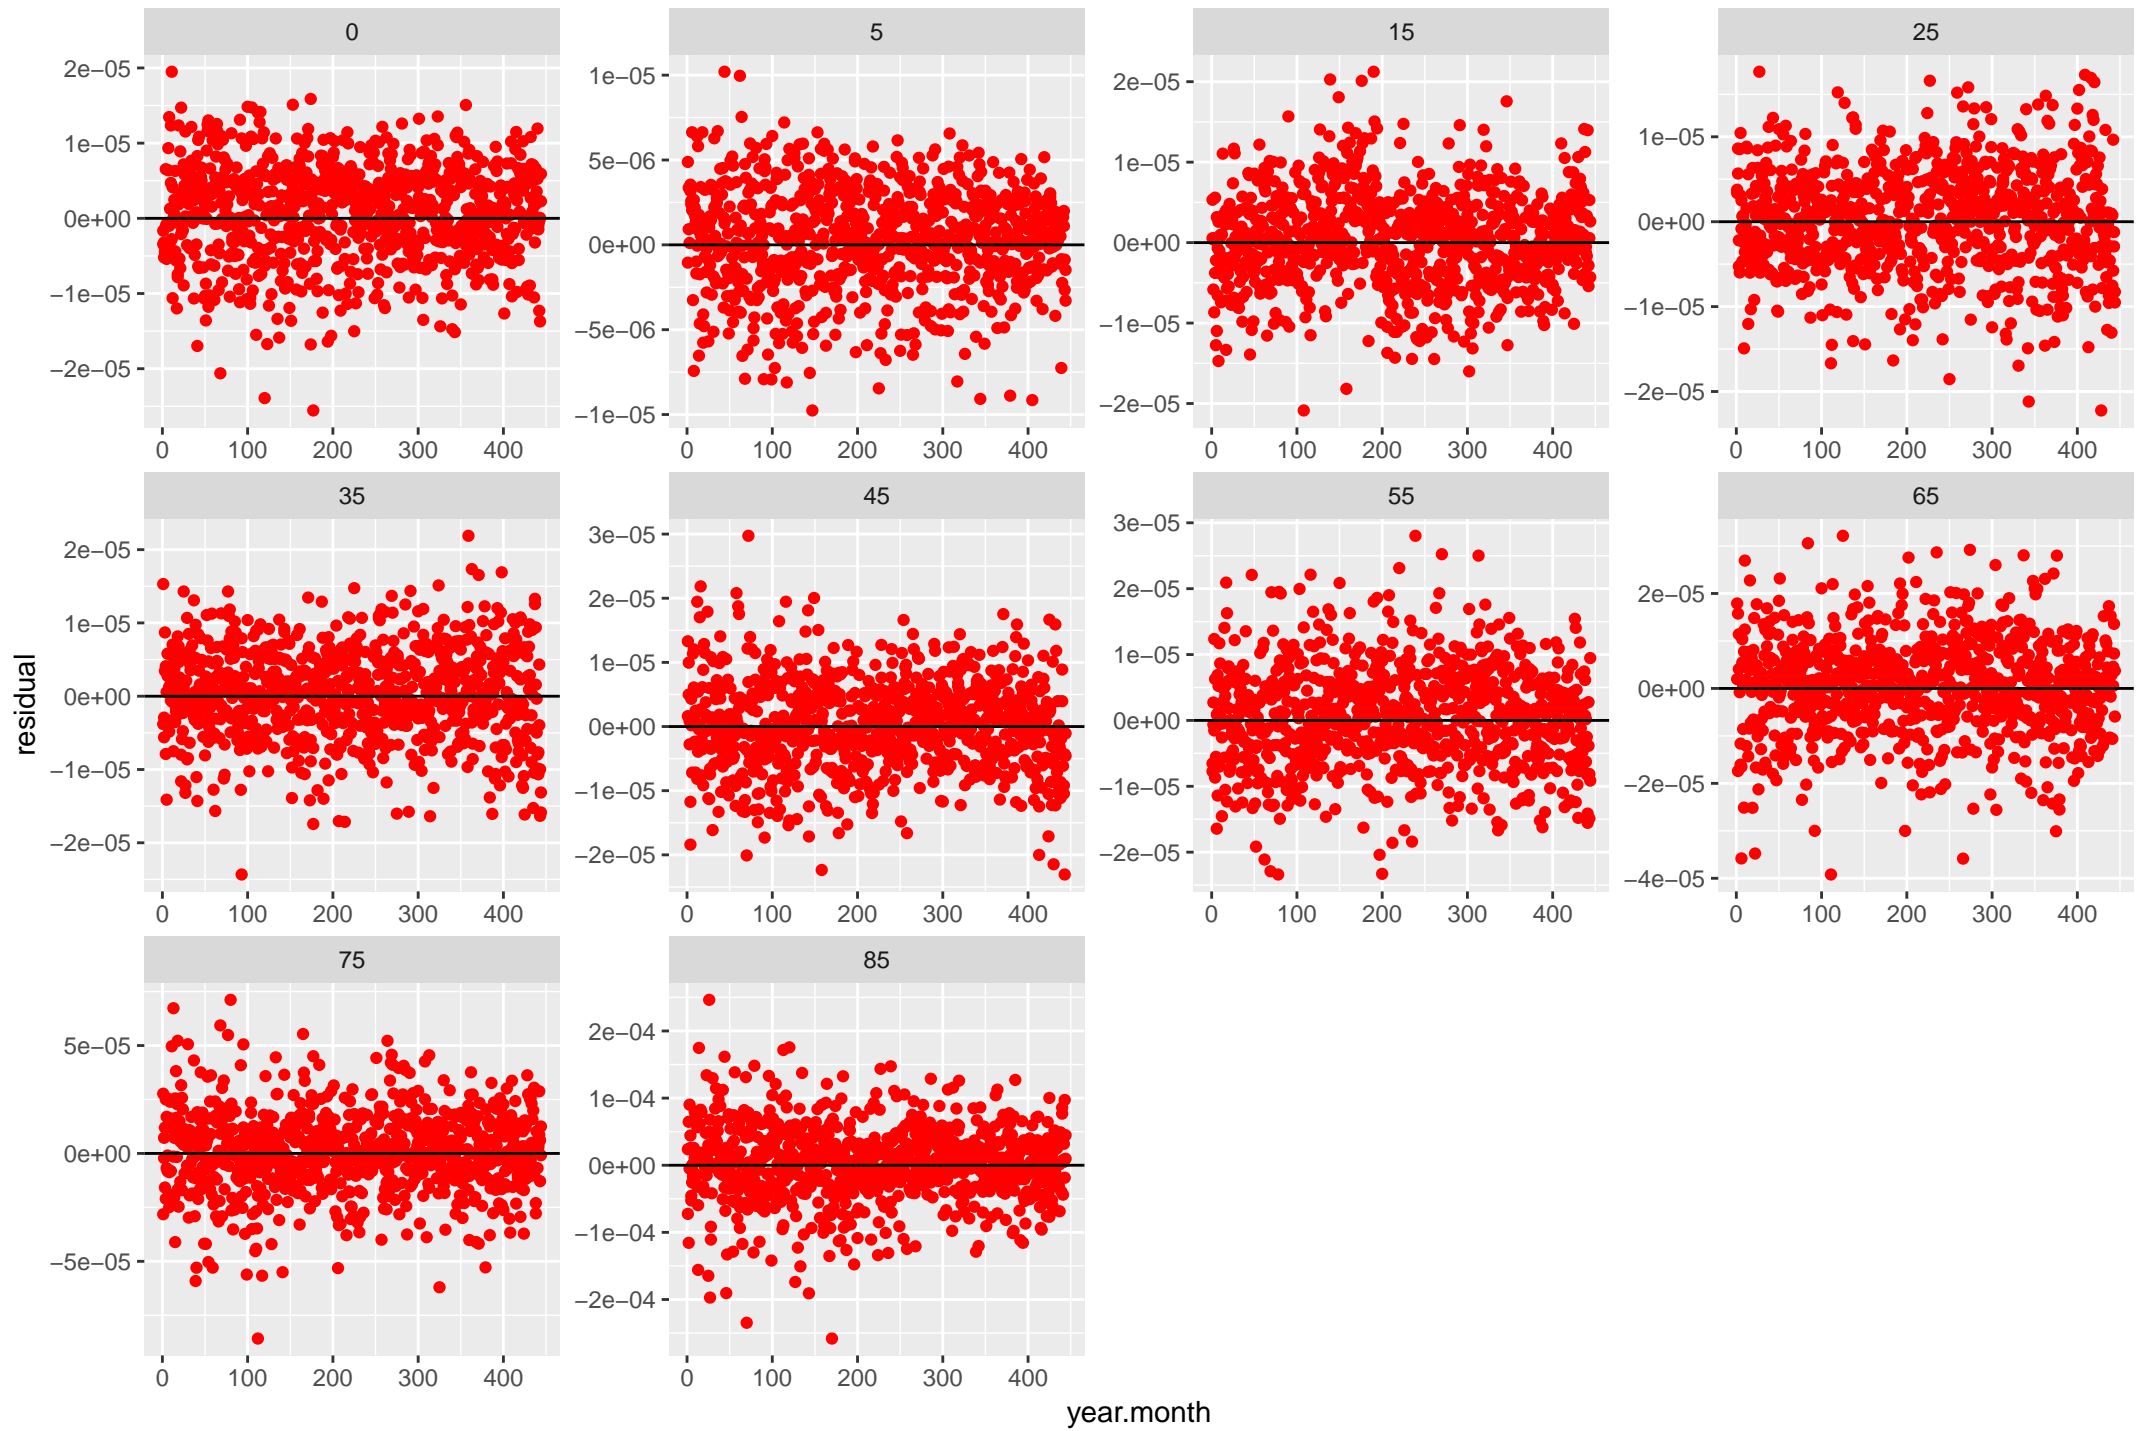 0 5 15 25
2e−05 1e−05 0e+00 −1e−05 −2e−05
1e−05 5e−06 0e+00 −5e−06 −1e−05
2e−05 1e−05 0e+00 −1e−05 −2e−05
1e−05 0e+00 −1e−05 −2e−05
0 100 200 300 400 0 100 200 300 400 0 100 200 300 400 0 100 200 300 400
35 45 55 65
2e−05 1e−05 0e+00 −1e−05 −2e−05
3e−05 2e−05 1e−05 0e+00 −1e−05 −2e−05
3e−05 2e−05 1e−05 0e+00 −1e−05 −2e−05
2e−05 0e+00 −2e−05 −4e−05
0 100 200 300 400 0 100 200 300 400 0 100 200 300 400 0 100 200 300 400
75 85
5e−05 0e+00 −5e−05
2e−04 1e−04 0e+00 −1e−04 −2e−04
0 100 200 300 400 0 100 200 300 400
residual
year.month